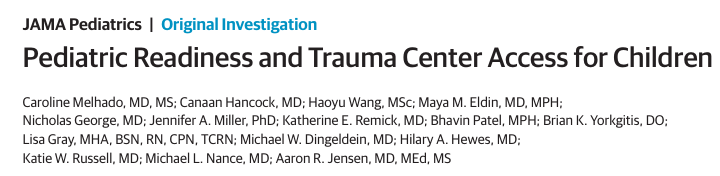 JAMA Pediatrics | Original Investigation
Pediatric Readiness and Trauma Center Access for Children
Caroline Melhado, MD, MS; Canaan Hancock, MD; Haoyu Wang, MSc; Maya M. Eldin, MD, MPH;
Nicholas George, MD; Jennifer A. Miller, PhD; Katherine E. Remick, MD; Bhavin Patel, MPH; Brian K. Yorkgitis, DO;
Lisa Gray, MHA, BSN, RN, CPN, TCRN; Michael W. Dingeldein, MD; Hilary A. Hewes, MD;
Katie W. Russell, MD; Michael L. Nance, MD; Aaron R. Jensen, MD, MEd, MS